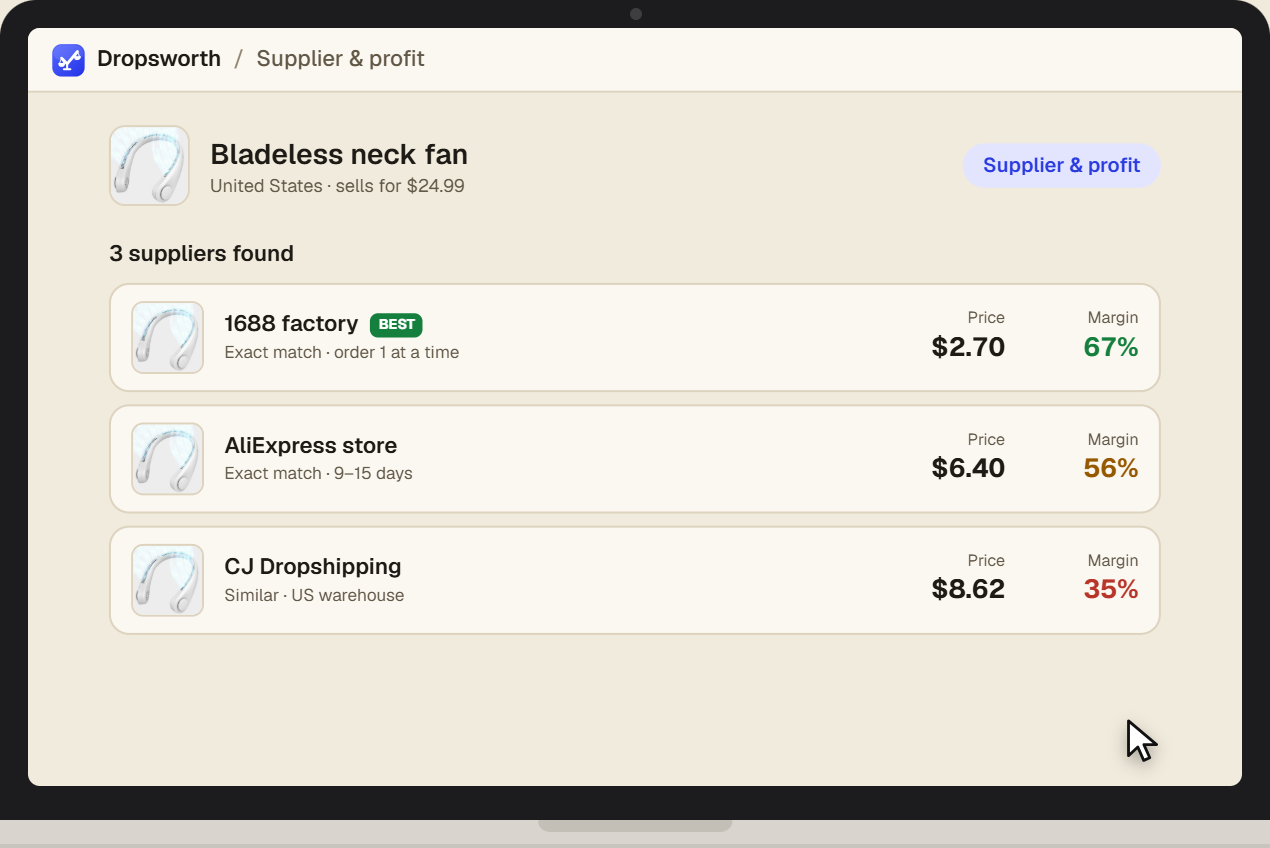 Dropsworth / Supplier & profit
Bladeless neck fan
United States · sells for $24.99
Supplier & profit
3 suppliers found
1688 factory BEST
Exact match · order 1 at a time
Price
$2.70
Margin
67%
AliExpress store
Exact match · 9–15 days
Price
$6.40
Margin
56%
CJ Dropshipping
Similar · US warehouse
Price
$8.62
Margin
35%